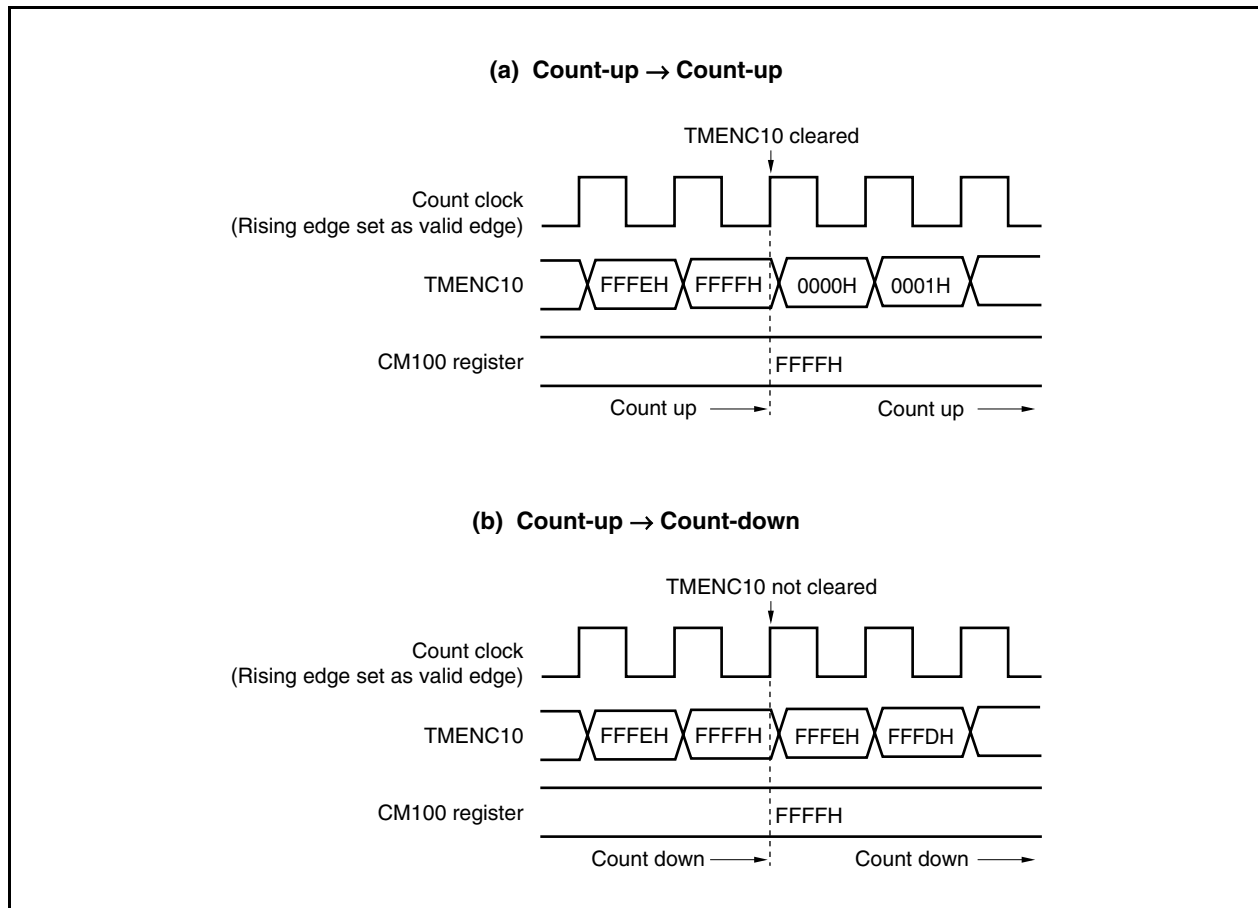 (a) Count-up → Count-up
TMENC10 cleared
Count clock
(Rising edge set as valid edge)
TMENC10 FFFEH FFFFH 0000H 0001H
CM100 register FFFFH
Count up Count up
(b) Count-up → Count-down
TMENC10 not cleared
Count clock
(Rising edge set as valid edge)
TMENC10 FFFEH FFFFH FFFEH FFFDH
CM100 register FFFFH
Count down Count down